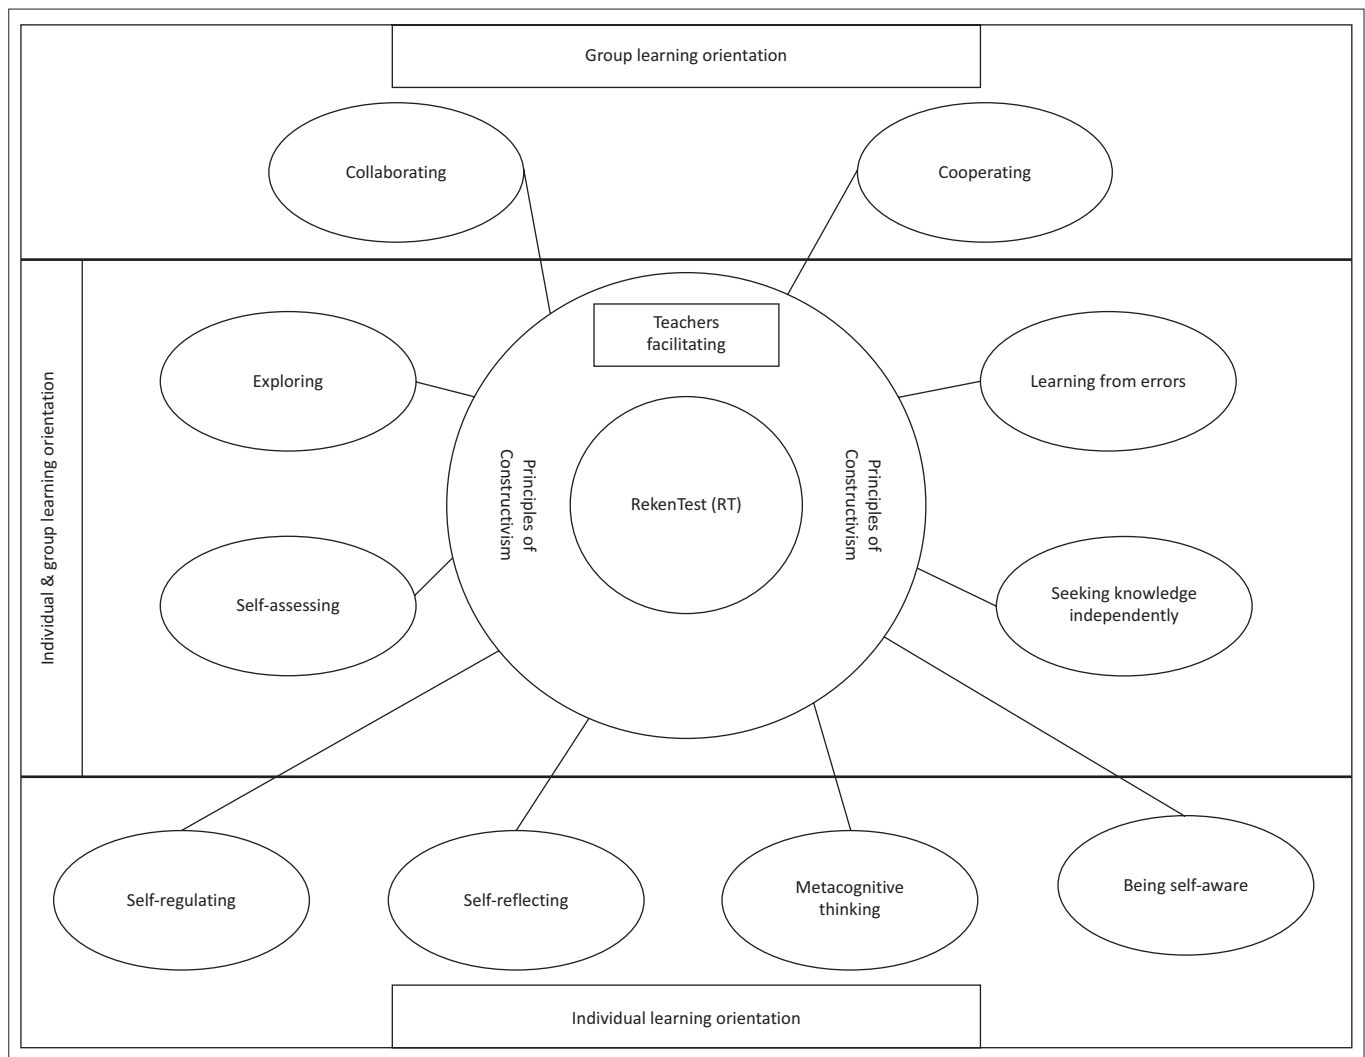 Group learning orientation
Collaborating
Cooperating
Individual & group learning orientation
Teachers
facilitating
Exploring
Learning from errors
Principles of
Constructivism
RekenTest (RT)
Principles of
Constructivism
Self-assessing
Seeking knowledge
independently
Self-regulating
Self-reflecting
Metacognitive
thinking
Being self-aware
Individual learning orientation